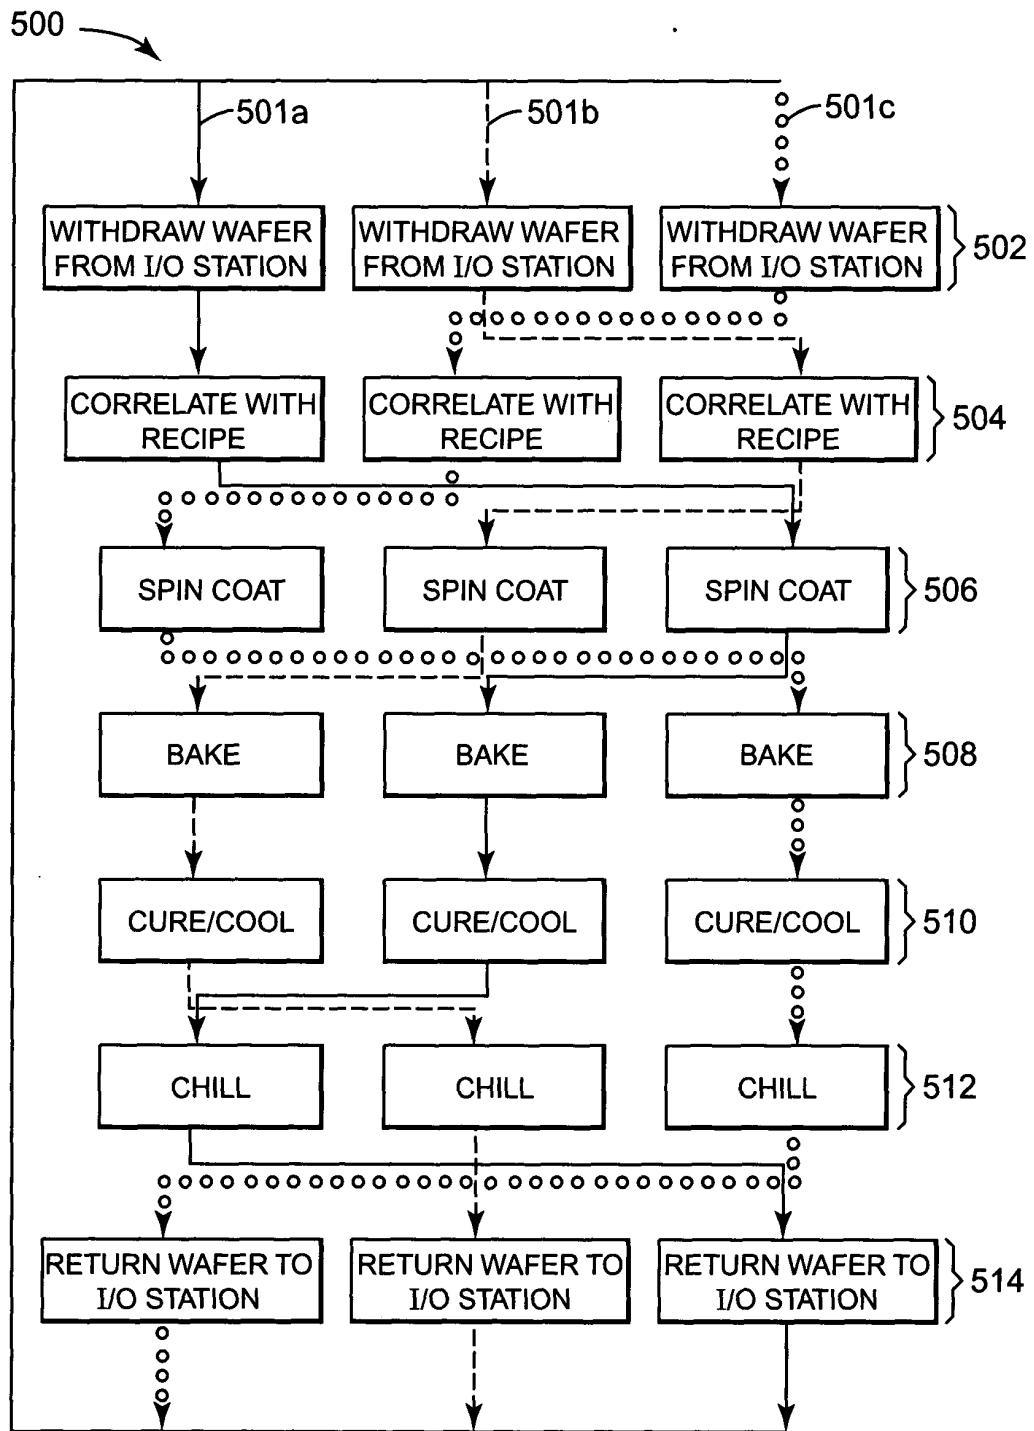 500
501a
501b
501c
WITHDRAW WAFER
FROM I/O STATION
WITHDRAW WAFER
FROM I/O STATION
WITHDRAW WAFER
FROM I/O STATION
502
CORRELATE WITH
RECIPE
CORRELATE WITH
RECIPE
CORRELATE WITH
RECIPE
504
SPIN COAT
SPIN COAT
SPIN COAT
506
BAKE
BAKE
BAKE
508
CURE/COOL
CURE/COOL
CURE/COOL
510
CHILL
CHILL
CHILL
512
RETURN WAFER TO
I/O STATION
RETURN WAFER TO
I/O STATION
RETURN WAFER TO
I/O STATION
514